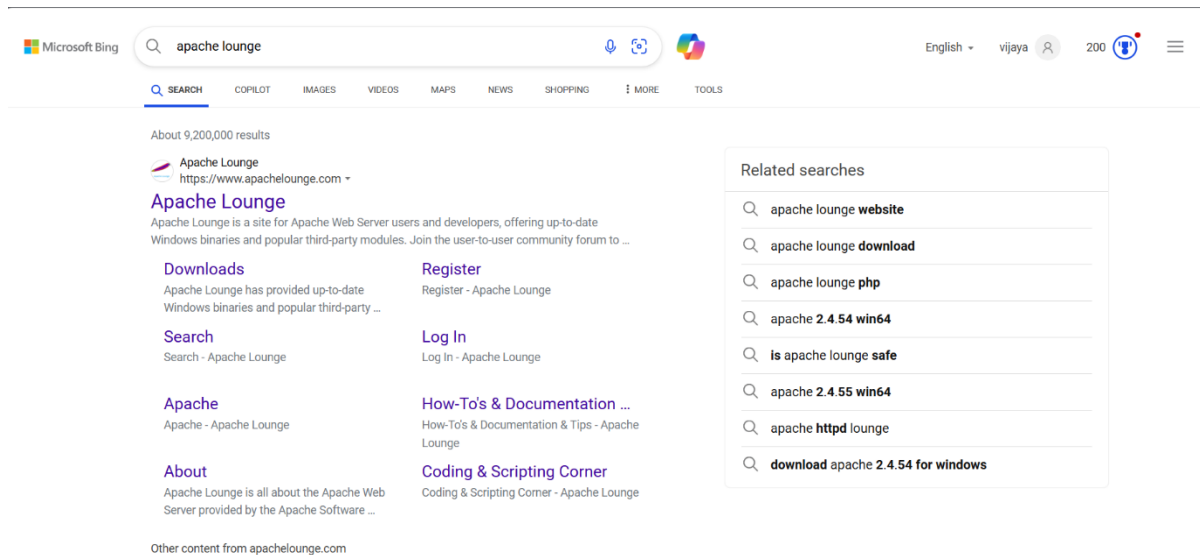 Microsoft Bing
apache lounge
English
vijaya
200
SEARCH
COPILOT
IMAGES
VIDEOS
MAPS
NEWS
SHOPPING
MORE
TOOLS
About 9,200,000 results
Apache Lounge
https://www.apachelounge.com
Apache Lounge
Apache Lounge is a site for Apache Web Server users and developers, offering up-to-date
Windows binaries and popular third-party modules. Join the user-to-user community forum to ...
Downloads
Apache Lounge has provided up-to-date
Windows binaries and popular third-party ...
Register
Register - Apache Lounge
Search
Search - Apache Lounge
Log In
Log In - Apache Lounge
Apache
Apache - Apache Lounge
How-To's & Documentation ...
How-To's & Documentation & Tips - Apache
Lounge
About
Apache Lounge is all about the Apache Web
Server provided by the Apache Software ...
Coding & Scripting Corner
Coding & Scripting Corner - Apache Lounge
Other content from apachelounge.com
Related searches
apache lounge website
apache lounge download
apache lounge php
apache 2.4.54 win64
is apache lounge safe
apache 2.4.55 win64
apache httpd lounge
download apache 2.4.54 for windows